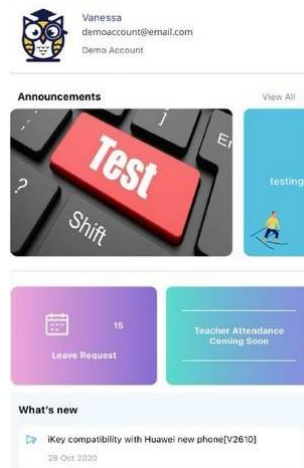 Vanessa
demoaccount@email.com
Demo Account
Announcements
View All
Test
Shift
?
;
]
testing
15
Leave Request
Teacher Attendance
Coming Soon
What's new
iKey compatibility with Huawei new phone[V2610]
28 Oct 2020